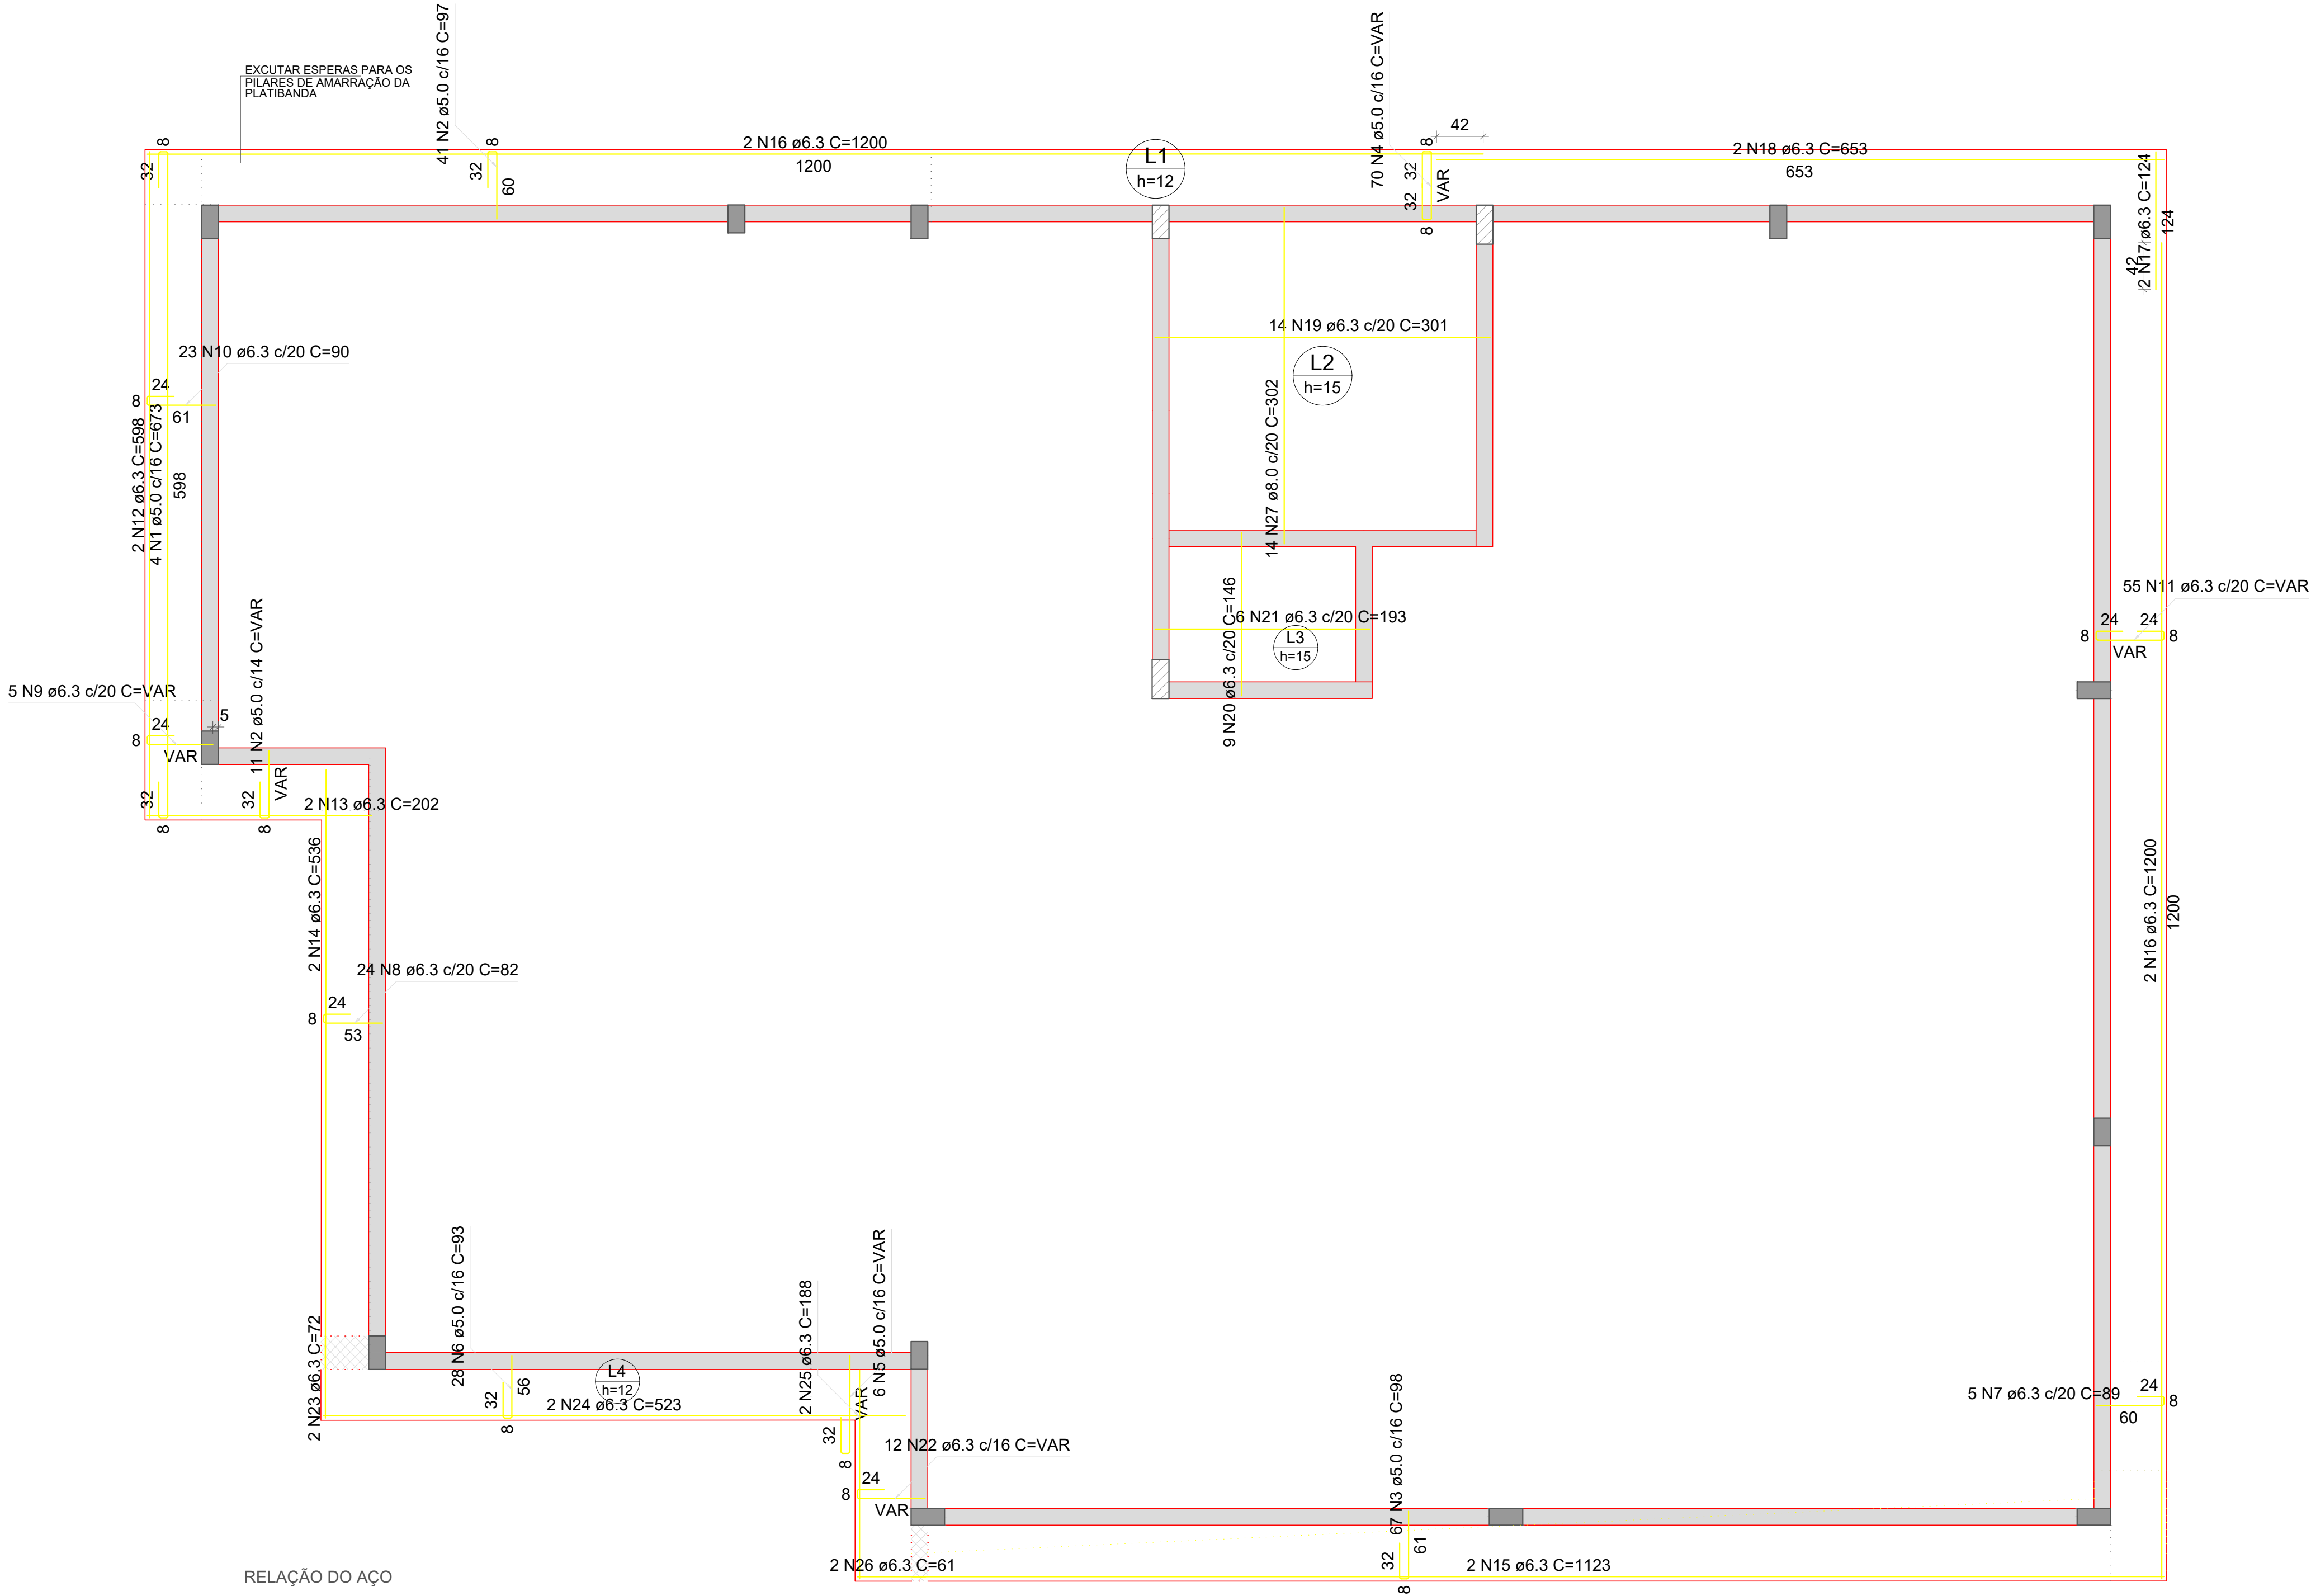 EXCUTAR ESPERAS PARA OS
PILARES DE AMARRAÇÃO DA
PLATIBANDA
41 N2 ø5.0 c/16 C=97
8
32
8
32
60
2 N16 ø6.3 C=1200
1200
L1
h=12
70 N4 ø5.0 c/16 C=VAR
8
32
32
VAR
8
42
2 N18 ø6.3 C=653
653
2 N17 ø6.3 C=124
124
42
14 N19 ø6.3 c/20 C=301
L2
h=15
14 N27 ø8.0 c/20 C=302
23 N10 ø6.3 c/20 C=90
24
8
61
2 N12 ø6.3 C=598
4 N1 ø5.0 c/16 C=673
598
55 N11 ø6.3 c/20 C=VAR
24
24
8
8
VAR
6 N21 ø6.3 c/20 C=193
L3
h=15
9 N20 ø6.3 c/20 C=146
5 N9 ø6.3 c/20 C=VAR
5
24
8
VAR
11 N2 ø5.0 c/14 C=VAR
VAR
32
8
32
8
2 N13 ø6.3 C=202
2 N14 ø6.3 C=536
24 N8 ø6.3 c/20 C=82
24
8
53
2 N16 ø6.3 C=1200
1200
2 N23 ø6.3 C=72
28 N6 ø5.0 c/16 C=93
32
56
8
L4
h=12
2 N24 ø6.3 C=523
2 N25 ø6.3 C=188
6 N5 ø5.0 c/16 C=VAR
VAR
32
8
12 N22 ø6.3 c/16 C=VAR
24
8
VAR
67 N3 ø5.0 c/16 C=98
61
32
8
5 N7 ø6.3 c/20 C=89
24
8
60
2 N26 ø6.3 C=61
2 N15 ø6.3 C=1123
RELAÇÃO DO AÇO